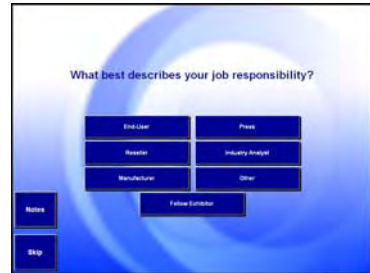 What best describes your job responsibility?
End-User
Press
Reseller
Industry Analyst
Manufacturer
Other
Fellow Exhibitor
Notes
Skip